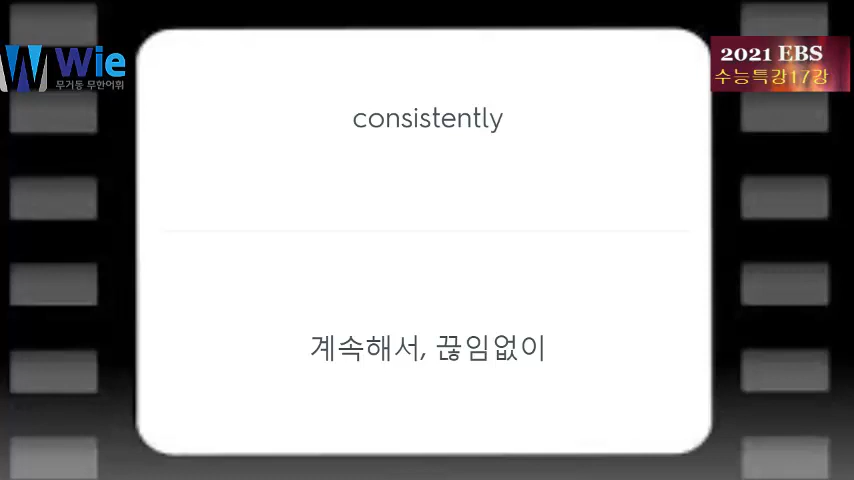 Wie
무거동 무한어휘
2021 EBS
수능특강17강
consistently
계속해서, 끊임없이